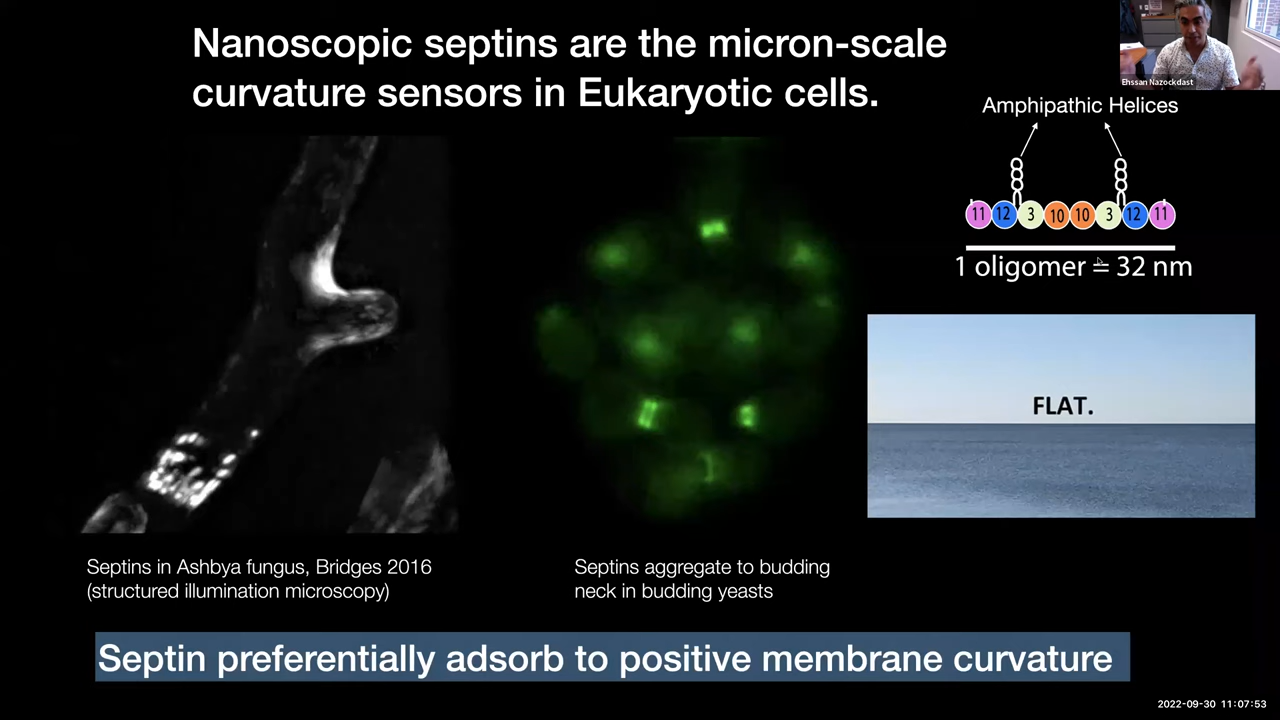 Nanoscopic septins are the micron-scale
curvature sensors in Eukaryotic cells.
Ehssan Nazockdast
Amphipathic Helices
11 12 3 10 10 3 12 11
1 oligomer = 32 nm
FLAT.
Septins in Ashbya fungus, Bridges 2016
(structured illumination microscopy)
Septins aggregate to budding
neck in budding yeasts
Septin preferentially adsorb to positive membrane curvature
2022-09-30 11:07:53